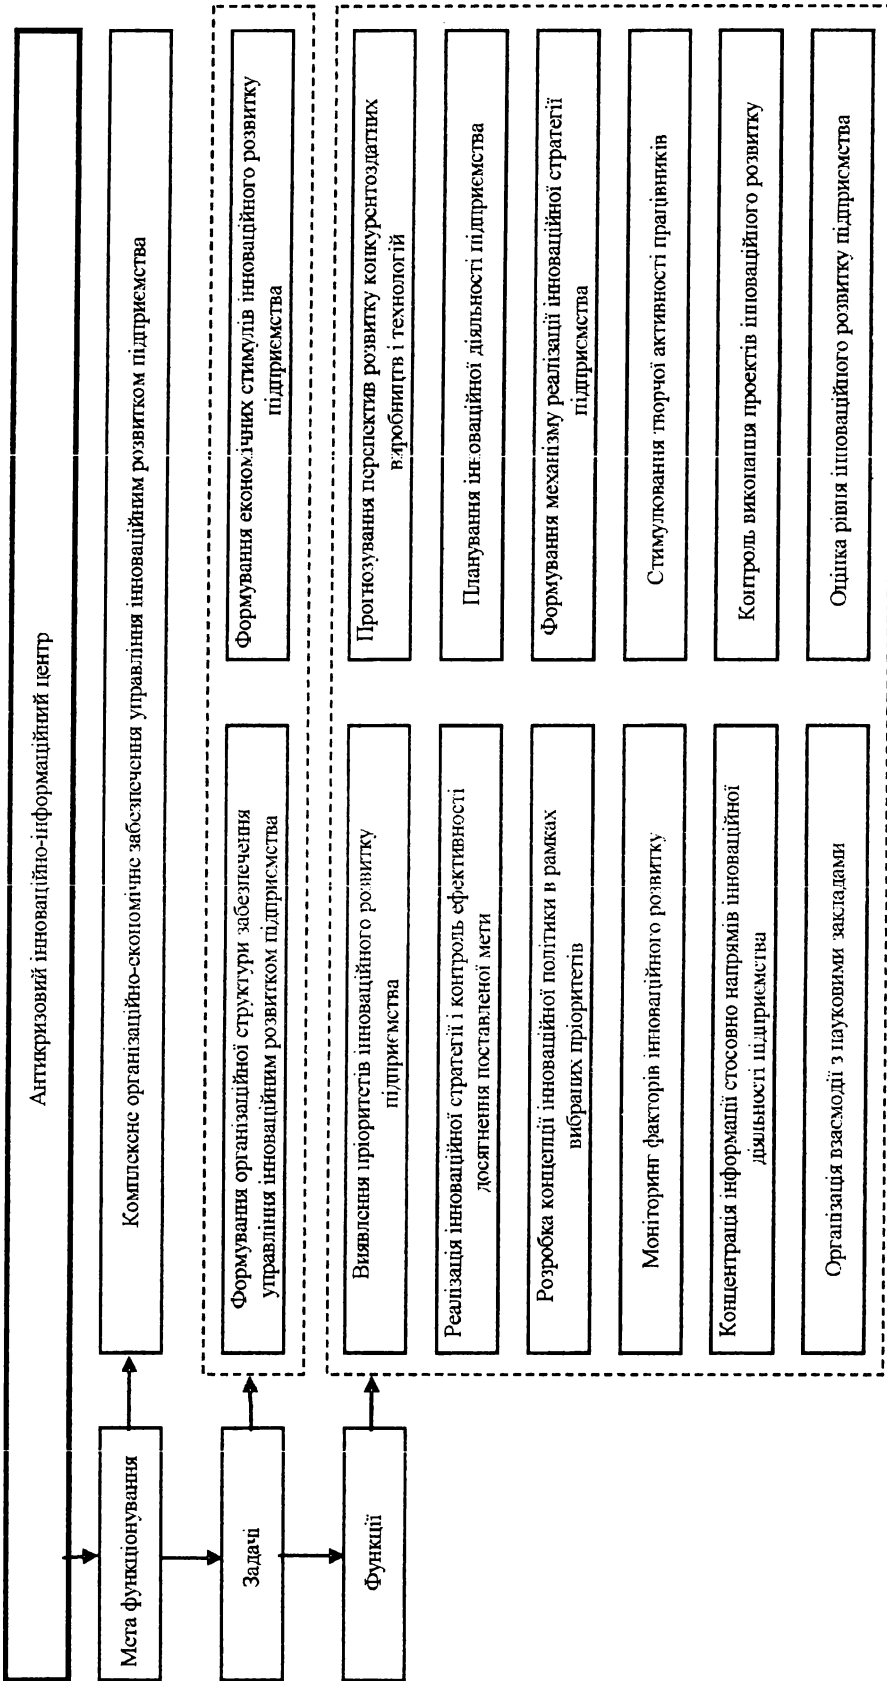 Антикризовий інноваційно-інформаційний центр
Мета функціонування
Комплексне організаційно-економічне забезпечення управління інноваційним розвитком підприємства
Задачі
Формування організаційної структури забезпечення
управління інноваційним розвитком підприємства
Формування економічних стимулів інноваційного розвитку
підприємства
Функції
Виявлення пріоритетів інноваційного розвитку
підприємства
Прогнозування перспектив розвитку конкурентоздатних
виробництв і технологій
Реалізація інноваційної стратегії і контроль ефективності
досягнення поставленої мети
Планування інноваційної діяльності підприємства
Розробка концепції інноваційної політики в рамках
вибраних пріоритетів
Формування механізму реалізації інноваційної стратегії
підприємства
Моніторинг факторів інноваційного розвитку
Стимулювання творчої активності працівників
Концентрація інформації стосовно напрямів інноваційної
діяльності підприємства
Контроль виконання проектів інноваційного розвитку
Організація взаємодії з науковими закладами
Оцінка рівня інноваційного розвитку підприємства